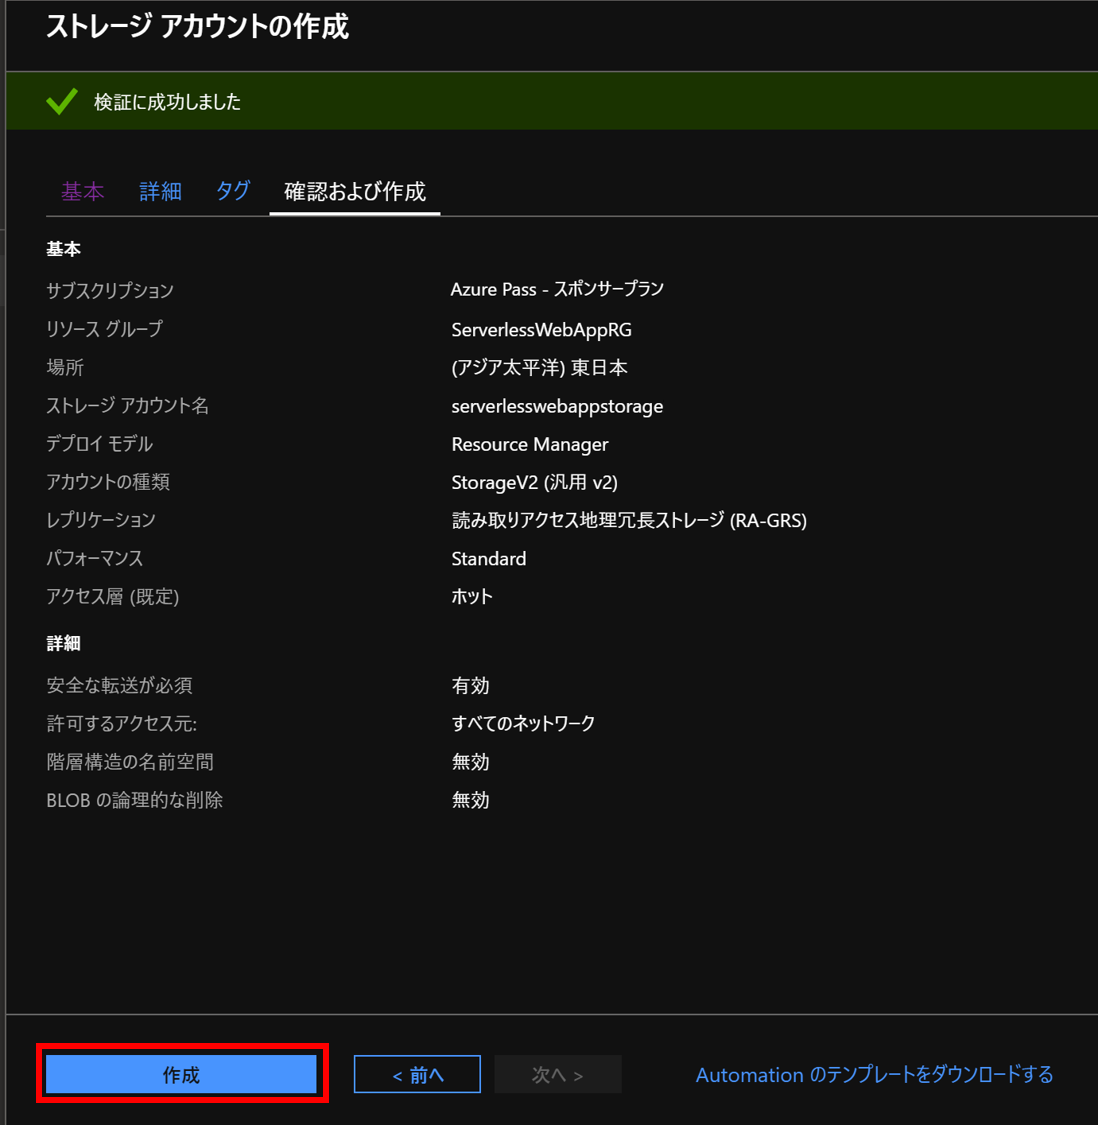 ストレージ アカウントの作成
検証に成功しました
基本 詳細 タグ 確認および作成
基本
サブスクリプション Azure Pass - スポンサープラン
リソース グループ ServerlessWebAppRG
場所 (アジア太平洋) 東日本
ストレージ アカウント名 serverlesswebappstorage
デプロイ モデル Resource Manager
アカウントの種類 StorageV2 (汎用 v2)
レプリケーション 読み取りアクセス地理冗長ストレージ (RA-GRS)
パフォーマンス Standard
アクセス層 (既定) ホット
詳細
安全な転送が必須 有効
許可するアクセス元: すべてのネットワーク
階層構造の名前空間 無効
BLOB の論理的な削除 無効
作成 < 前へ 次へ > Automation のテンプレートをダウンロードする